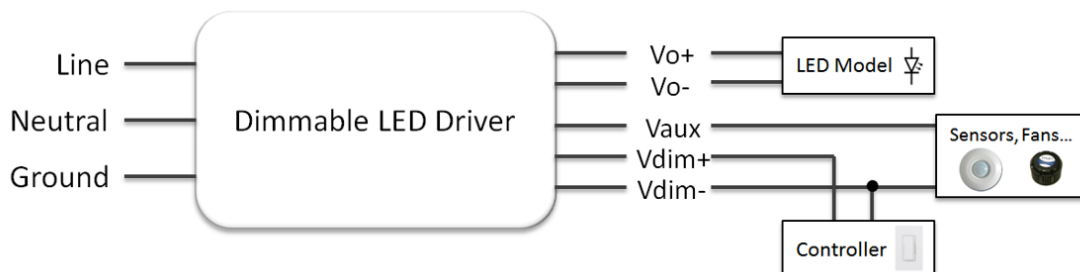 Line
Neutral
Ground
Dimmable LED Driver
Vo+
Vo-
Vaux
Vdim+
Vdim-
LED Model
Sensors, Fans...
Controller